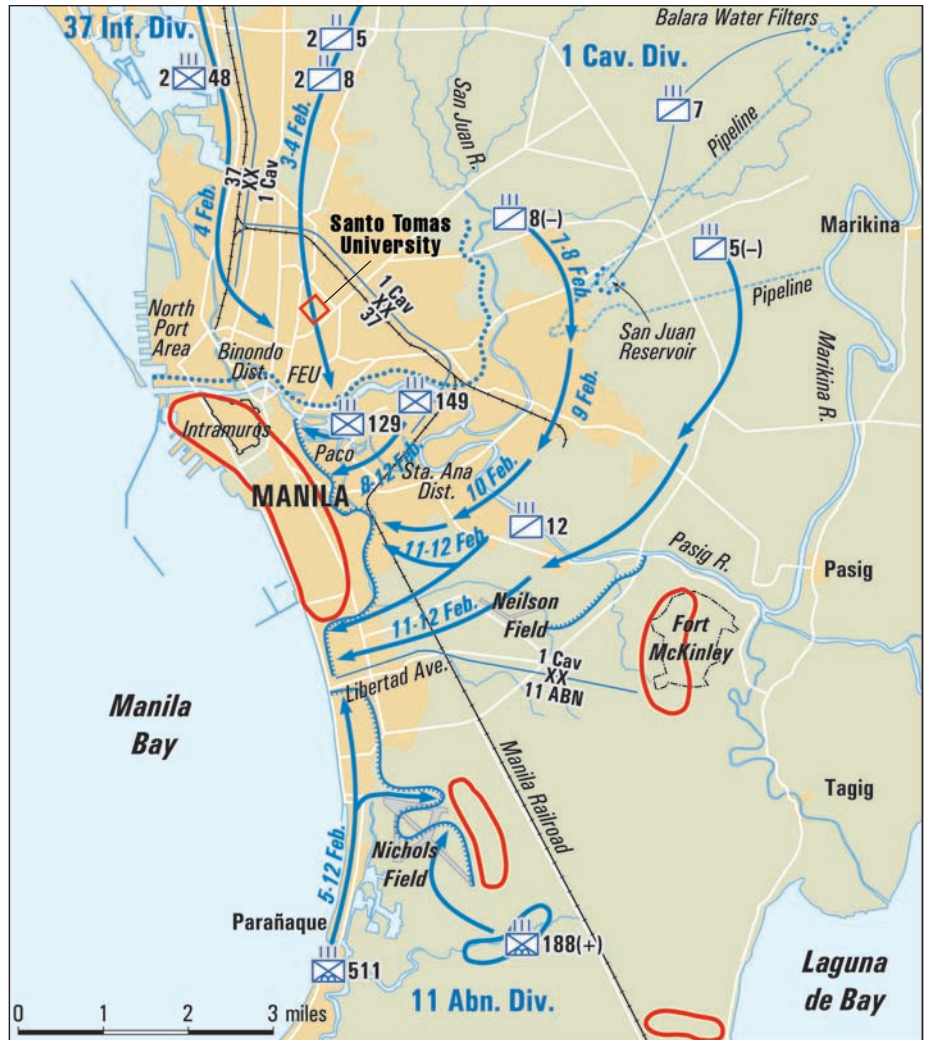 37 Inf. Div.
2 5
2 48
2 8
1 Cav. Div.
Balara Water Filters
7
San Juan R.
Pipeline
3-4 Feb.
37
XX
1 Cav
4 Feb.
Santo Tomas
University
8(–)
7-8 Feb.
5(–)
Marikina
1 Cav
XX
37
Pipeline
North
Port
Area
Binondo
Dist.
FEU
San Juan
Reservoir
Marikina R.
9 Feb.
149
129
Intramuros
Paco
8-12 Feb.
Sta. Ana
Dist.
10 Feb.
MANILA
12
11-12 Feb.
Pasig R.
Pasig
11-12 Feb.
Neilson
Field
Fort
McKinley
1 Cav
XX
11 ABN
Libertad Ave.
Manila
Bay
Manila Railroad
Tagig
5-12 Feb.
Nichols
Field
Parañaque
188(+)
511
11 Abn. Div.
Laguna
de Bay
0 1 2 3 miles